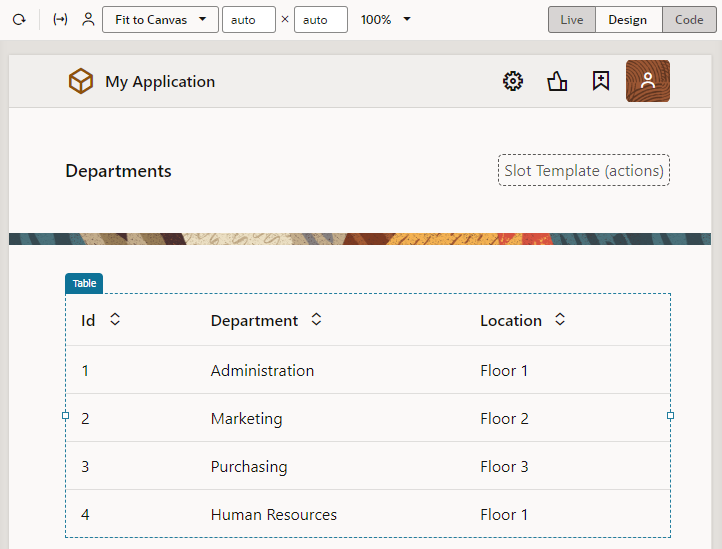 Fit to Canvas auto × auto 100% Live Design Code
My Application
Departments Slot Template (actions)
Table
Id Department Location
1 Administration Floor 1
2 Marketing Floor 2
3 Purchasing Floor 3
4 Human Resources Floor 1